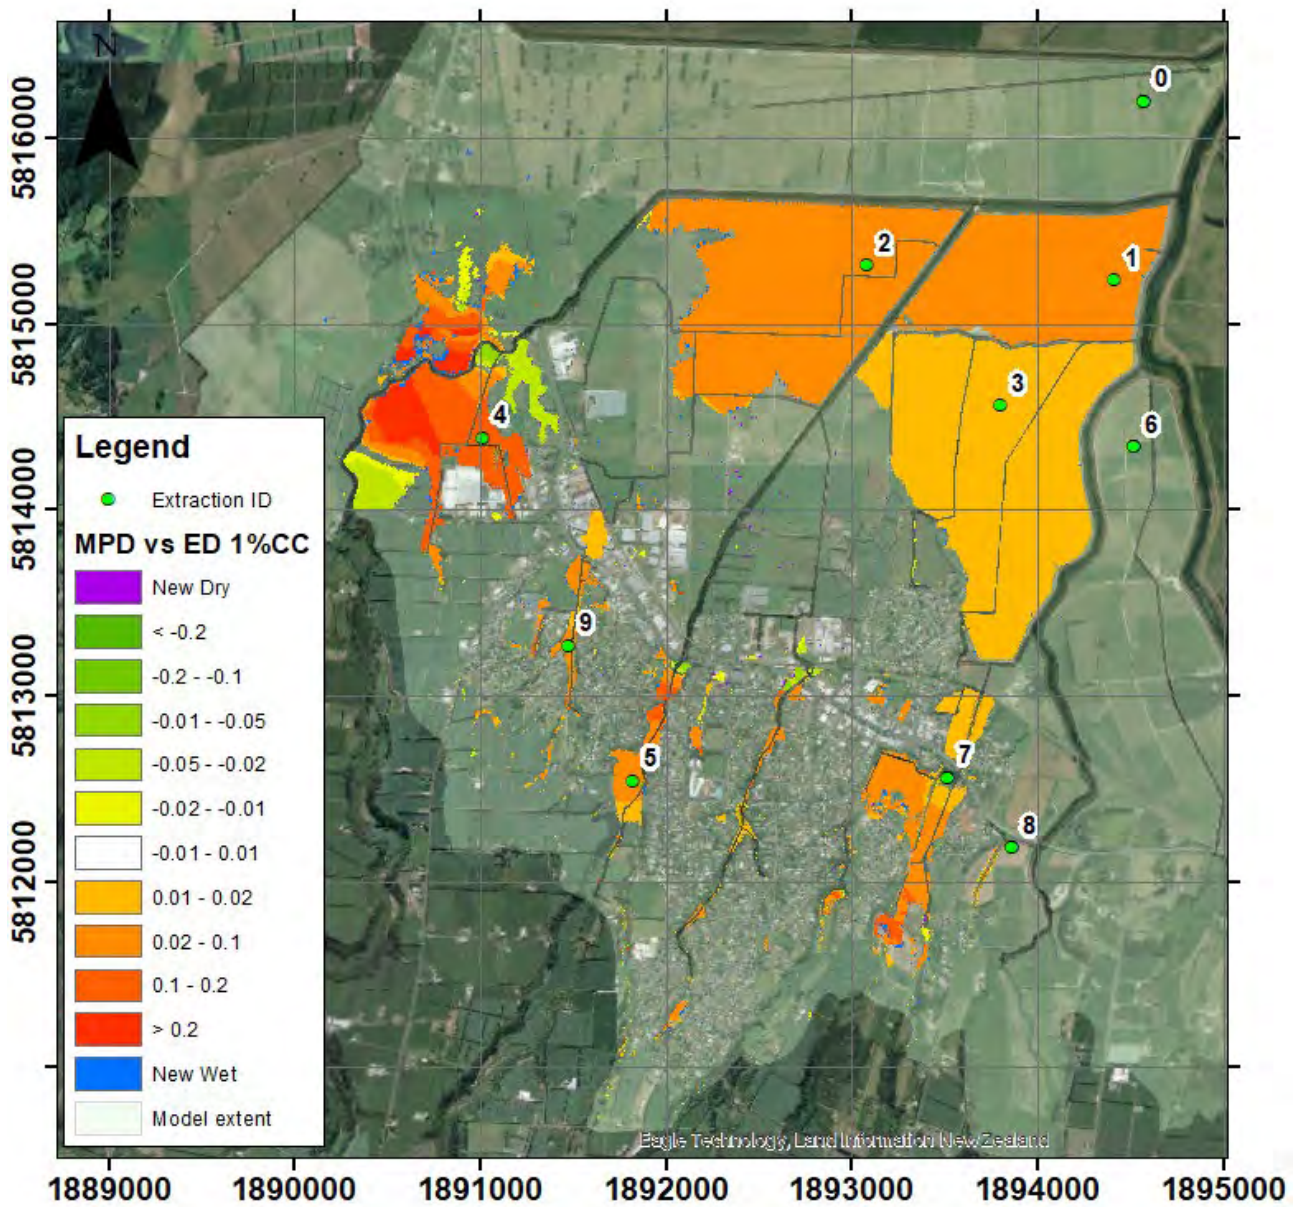 N
0
5816000
2
1
5815000
3
4
6
5814000
9
5813000
5
7
8
5812000
Legend
Extraction ID
MPD vs ED 1%CC
New Dry
< -0.2
-0.2 - -0.1
-0.01 - -0.05
-0.05 - -0.02
-0.02 - -0.01
-0.01 - 0.01
0.01 - 0.02
0.02 - 0.1
0.1 - 0.2
> 0.2
New Wet
Model extent
Eagle Technology, Land Information New Zealand
1889000 1890000 1891000 1892000 1893000 1894000 1895000